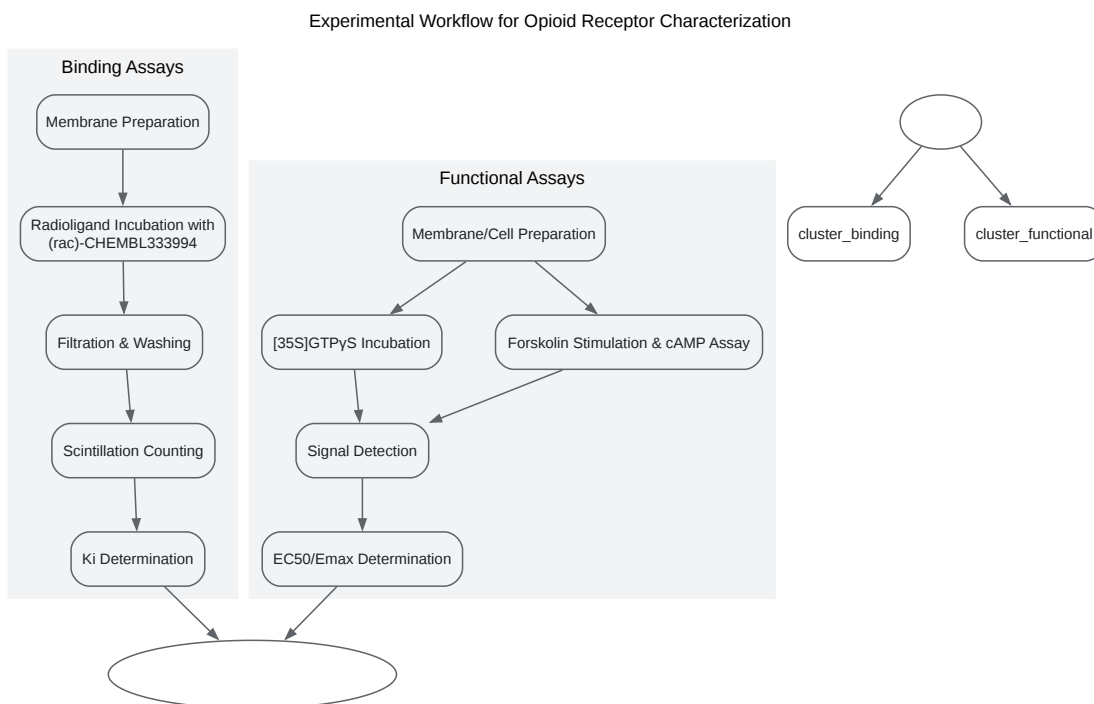 Experimental Workflow for Opioid Receptor Characterization
Binding Assays
Membrane Preparation
Radioligand Incubation with
(rac)-CHEMBL333994
Filtration & Washing
Scintillation Counting
Ki Determination
Functional Assays
Membrane/Cell Preparation
[35S]GTPγS Incubation
Forskolin Stimulation & cAMP Assay
Signal Detection
EC50/Emax Determination
cluster_binding
cluster_functional